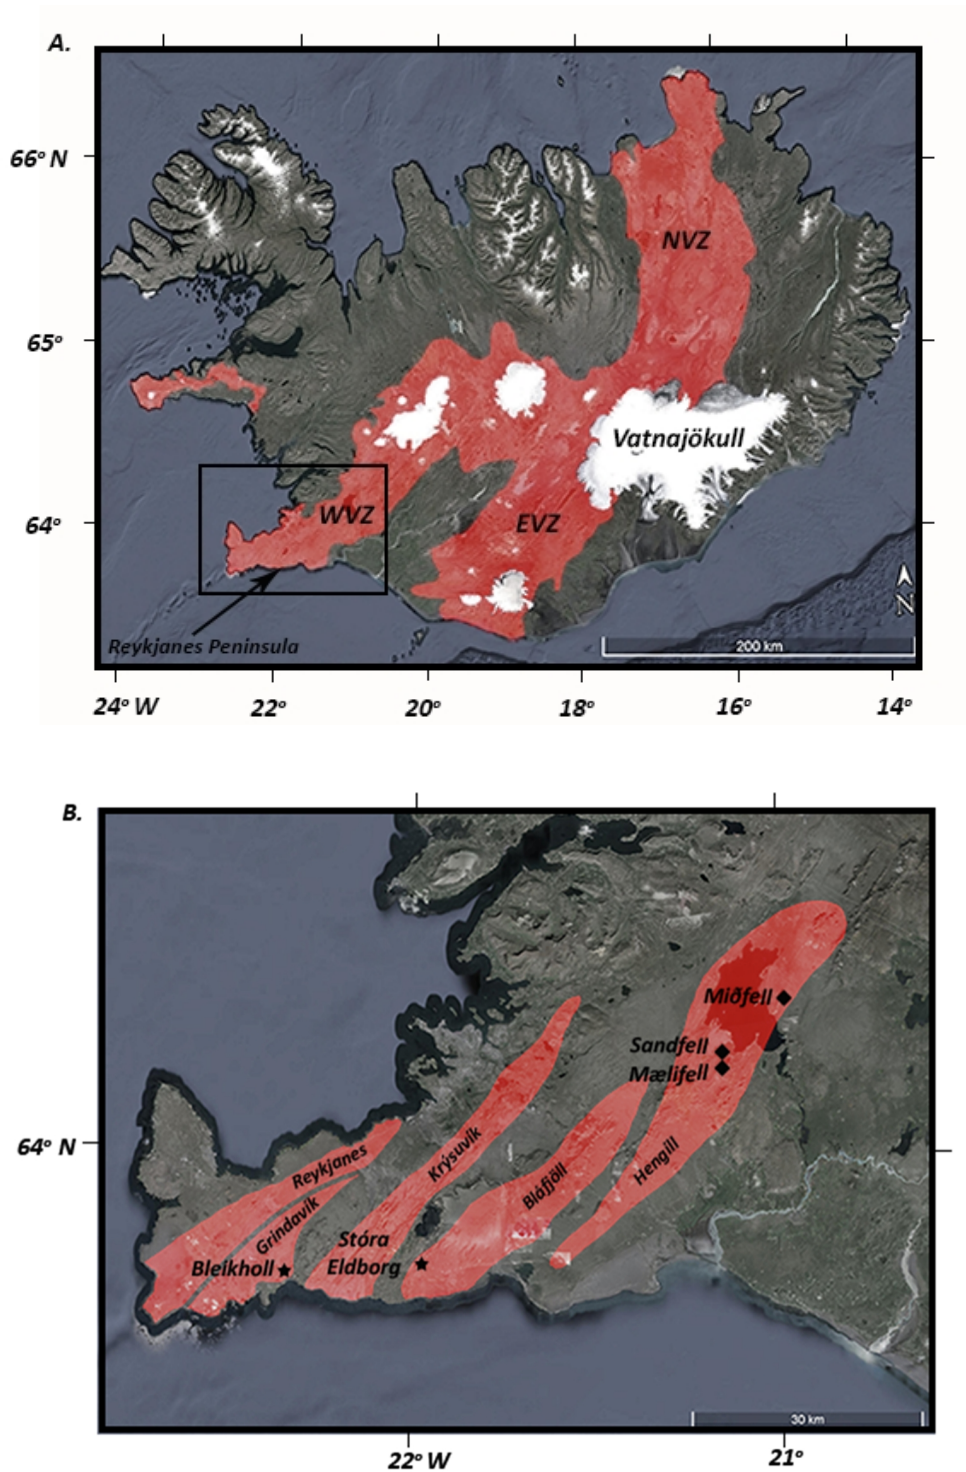 A.
66° N
NVZ
65°
Vatnajökull
WVZ
EVZ
64°
N
Reykjanes Peninsula
200 km
24° W
22°
20°
18°
16°
14°
B.
Miðfell
Sandfell
Mælifell
64° N
Reykjanes
Krýsuvík
Hengill
Bláfjöll
Grindavík
Stóra
Eldborg
Bleikholl
30 km
22° W
21°